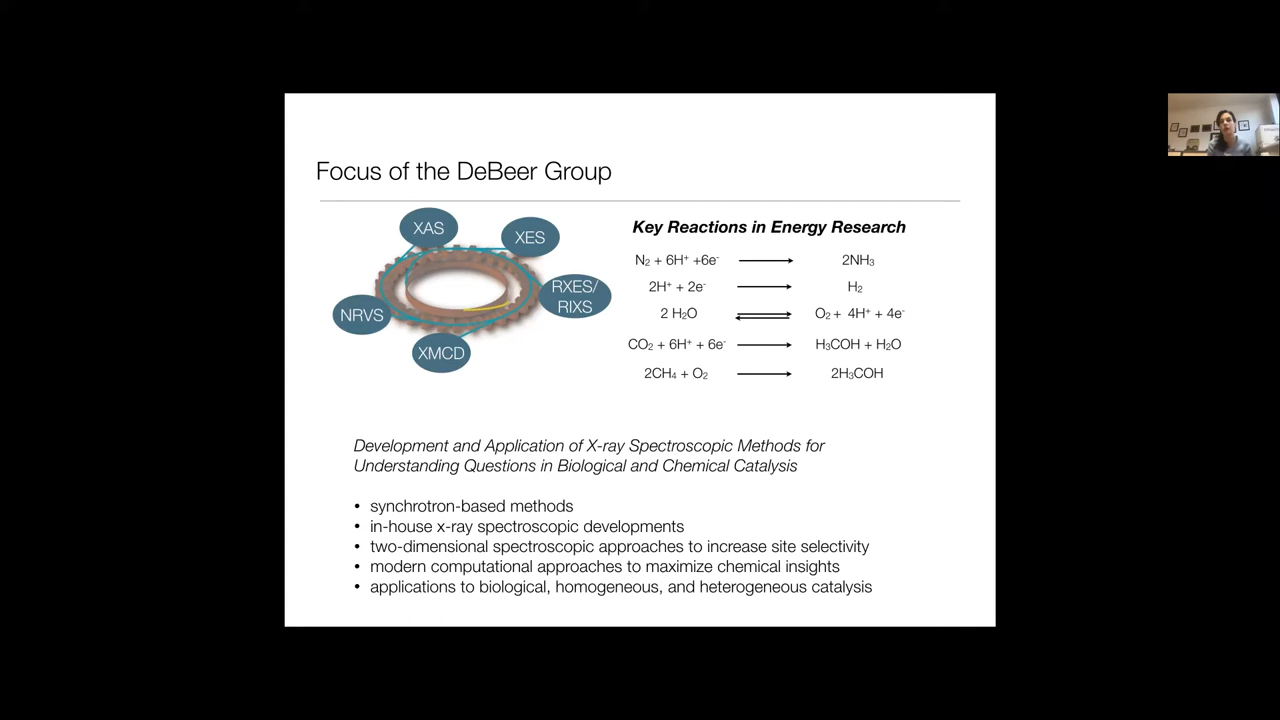 Focus of the DeBeer Group
XAS
XES
RXES/
RIXS
NRVS
XMCD
Key Reactions in Energy Research
N₂ + 6H⁺ +6e⁻ → 2NH₃
2H⁺ + 2e⁻ → H₂
2 H₂O ⇌ O₂ + 4H⁺ + 4e⁻
CO₂ + 6H⁺ + 6e⁻ → H₃COH + H₂O
2CH₄ + O₂ → 2H₃COH
Development and Application of X-ray Spectroscopic Methods for
Understanding Questions in Biological and Chemical Catalysis
• synchrotron-based methods
• in-house x-ray spectroscopic developments
• two-dimensional spectroscopic approaches to increase site selectivity
• modern computational approaches to maximize chemical insights
• applications to biological, homogeneous, and heterogeneous catalysis